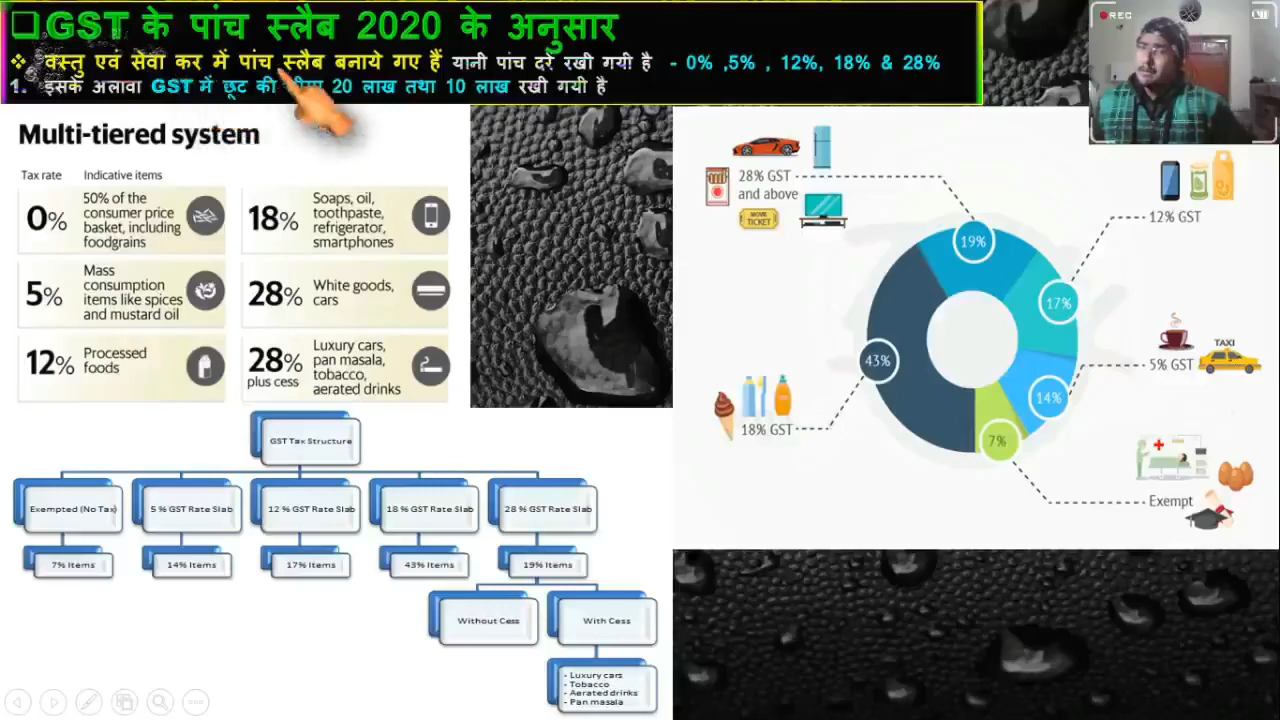 GST के पांच स्लैब 2020 के अनुसार
वस्तु एवं सेवा कर में पांच स्लैब बनाये गए हैं यानी पांच दरें रखी गयी है - 0% ,5% , 12%, 18% & 28%
1. इसके अलावा GST में छूट की 20 लाख तथा 10 लाख रखी गयी है
REC
Multi-tiered system
Tax rate Indicative items
0%
50% of the
consumer price
basket, including
foodgrains
18%
Soaps, oil,
toothpaste,
refrigerator,
smartphones
5%
Mass
consumption
items like spices
and mustard oil
28%
White goods,
cars
12%
Processed
foods
28%
plus cess
Luxury cars,
pan masala,
tobacco,
aerated drinks
28% GST
and above
MOVIE
TICKET
12% GST
19%
17%
43%
14%
7%
TAXI
5% GST
18% GST
Exempt
GST Tax Structure
Exempted (No Tax)
5 % GST Rate Slab
12 % GST Rate Slab
18 % GST Rate Slab
28 % GST Rate Slab
7% Items
14% Items
17% Items
43% Items
19% Items
Without Cess
With Cess
- Luxury cars
- Tobacco
- Aerated drinks
- Pan masala